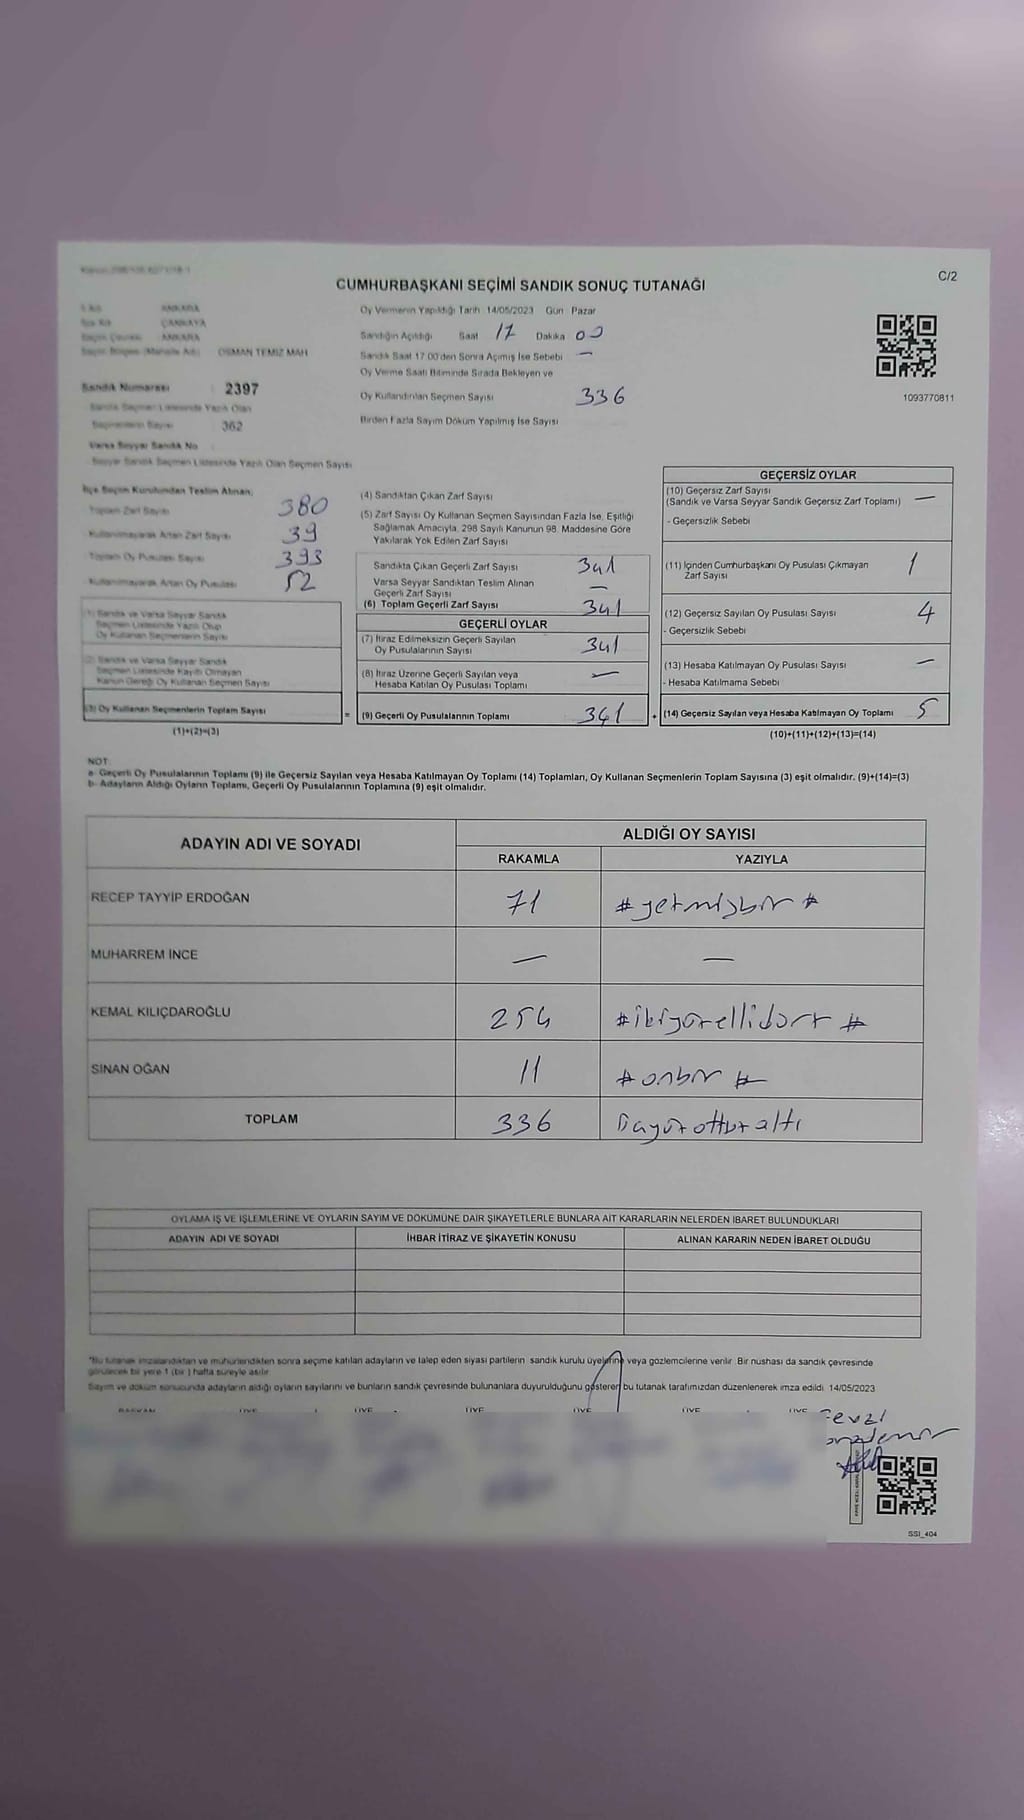 C/2
CUMHURBAŞKANI SEÇİMİ SANDIK SONUÇ TUTANAĞI
ANKARA
ÇANKAYA
ANKARA
OSMAN TEMİZ MAH
Sandık Numarası 2397
Sandık Seçmen Listesinde Yazılı Olan
Seçmenlerin Sayısı 362
Varsa Seyyar Sandık No
Seyyar Sandık Seçmen Listesinde Yazılı Olan Seçmen Sayısı
Oy Vermenin Yapıldığı Tarih 14/05/2023 Gün Pazar
Sandığın Açıldığı Saat 17 Dakika 00
Sandık Saat 17.00'den Sonra Açımış İse Sebebi —
Oy Verme Saati Bitiminde Sırada Bekleyen ve
Oy Kullandırılan Seçmen Sayısı 336
Birden Fazla Sayım Döküm Yapılmış İse Sayısı
1093770811
İlçe Seçim Kurulundan Teslim Alınan;
Toplam Zarf Sayısı 380
Kullanılmayarak Artan Zarf Sayısı 39
Toplam Oy Pusulası Sayısı 393
Kullanılmayarak Artan Oy Pusulası 52
(1) Sandık ve Varsa Seyyar Sandık
Seçmen Listesinde Yazılı Olup
Oy Kullanan Seçmenlerin Sayısı
(2) Sandık ve Varsa Seyyar Sandık
Seçmen Listesinde Kayıtlı Olmayan
Kanun Gereği Oy Kullanan Seçmen Sayısı
(3) Oy Kullanan Seçmenlerin Toplam Sayısı
(1)+(2)=(3)
(4) Sandıktan Çıkan Zarf Sayısı
(5) Zarf Sayısı Oy Kullanan Seçmen Sayısından Fazla İse, Eşitliği
Sağlamak Amacıyla, 298 Sayılı Kanunun 98. Maddesine Göre
Yakılarak Yok Edilen Zarf Sayısı
Sandıkta Çıkan Geçerli Zarf Sayısı 341
Varsa Seyyar Sandıktan Teslim Alınan
Geçerli Zarf Sayısı —
(6) Toplam Geçerli Zarf Sayısı 341
GEÇERLİ OYLAR
(7) İtiraz Edilmeksizin Geçerli Sayılan
Oy Pusulalarının Sayısı 341
(8) İtiraz Üzerine Geçerli Sayılan veya
Hesaba Katılan Oy Pusulası Toplamı —
= (9) Geçerli Oy Pusulalarının Toplamı 341 +
GEÇERSİZ OYLAR
(10) Geçersiz Zarf Sayısı
(Sandık ve Varsa Seyyar Sandık Geçersiz Zarf Toplamı) —
- Geçersizlik Sebebi
(11) İçinden Cumhurbaşkanı Oy Pusulası Çıkmayan
Zarf Sayısı 1
(12) Geçersiz Sayılan Oy Pusulası Sayısı 4
- Geçersizlik Sebebi
(13) Hesaba Katılmayan Oy Pusulası Sayısı —
- Hesaba Katılmama Sebebi
(14) Geçersiz Sayılan veya Hesaba Katılmayan Oy Toplamı 5
(10)+(11)+(12)+(13)=(14)
NOT:
a- Geçerli Oy Pusulalarının Toplamı (9) ile Geçersiz Sayılan veya Hesaba Katılmayan Oy Toplamı (14) Toplamları, Oy Kullanan Seçmenlerin Toplam Sayısına (3) eşit olmalıdır. (9)+(14)=(3)
b- Adayların Aldığı Oyların Toplamı, Geçerli Oy Pusulalarının Toplamına (9) eşit olmalıdır.
ADAYIN ADI VE SOYADI ALDIĞI OY SAYISI
RAKAMLA YAZIYLA
RECEP TAYYİP ERDOĞAN 71 #yetmişbir#
MUHARREM İNCE — —
KEMAL KILIÇDAROĞLU 254 #ikiyüzellidört#
SİNAN OĞAN 11 #onbir#
TOPLAM 336 üçyüzotuzaltı
OYLAMA İŞ VE İŞLEMLERİNE VE OYLARIN SAYIM VE DÖKÜMÜNE DAİR ŞİKAYETLERLE BUNLARA AİT KARARLARIN NELERDEN İBARET BULUNDUKLARI
ADAYIN ADI VE SOYADI İHBAR İTİRAZ VE ŞİKAYETİN KONUSU ALINAN KARARIN NEDEN İBARET OLDUĞU
*Bu tutanak imzalandıktan ve mühürlendikten sonra seçime katılan adayların ve talep eden siyasi partilerin sandık kurulu üyelerine veya gözlemcilerine verilir. Bir nüshası da sandık çevresinde
görülecek bir yere 1 (bir) hafta süreyle asılır
Sayım ve döküm sonucunda adayların aldığı oyların sayılarını ve bunların sandık çevresinde bulunanlara duyurulduğunu gösteren bu tutanak tarafımızdan düzenlenerek imza edildi. 14/05/2023
BAŞKAN ÜYE ÜYE ÜYE ÜYE ÜYE ÜYE
SSI_404